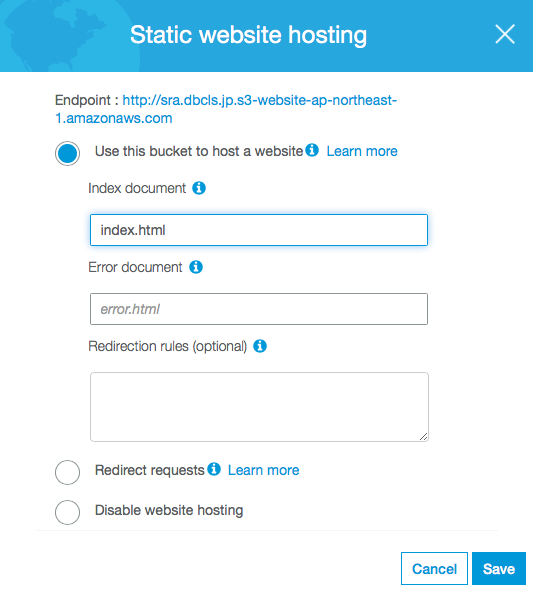 Static website hosting
Endpoint : http://sra.dbcls.jp.s3-website-ap-northeast-
1.amazonaws.com
Use this bucket to host a website Learn more
Index document
index.html
Error document
error.html
Redirection rules (optional)
Redirect requests Learn more
Disable website hosting
Cancel Save